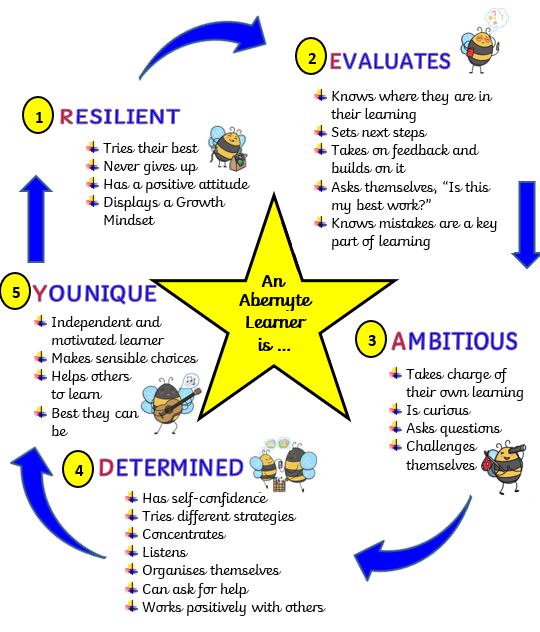 1
RESILIENT
Tries their best
Never gives up
Has a positive attitude
Displays a Growth
Mindset
2
EVALUATES
Knows where they are in
their learning
Sets next steps
Takes on feedback and
builds on it
Asks themselves, “Is this
my best work?”
Knows mistakes are a key
part of learning
An
Abernyte
Learner
is ...
3
AMBITIOUS
Takes charge of
their own learning
Is curious
Asks questions
Challenges
themselves
4
DETERMINED
Has self-confidence
Tries different strategies
Concentrates
Listens
Organises themselves
Can ask for help
Works positively with others
5
YOUNIQUE
Independent and
motivated learner
Makes sensible choices
Helps others
to learn
Best they can
be